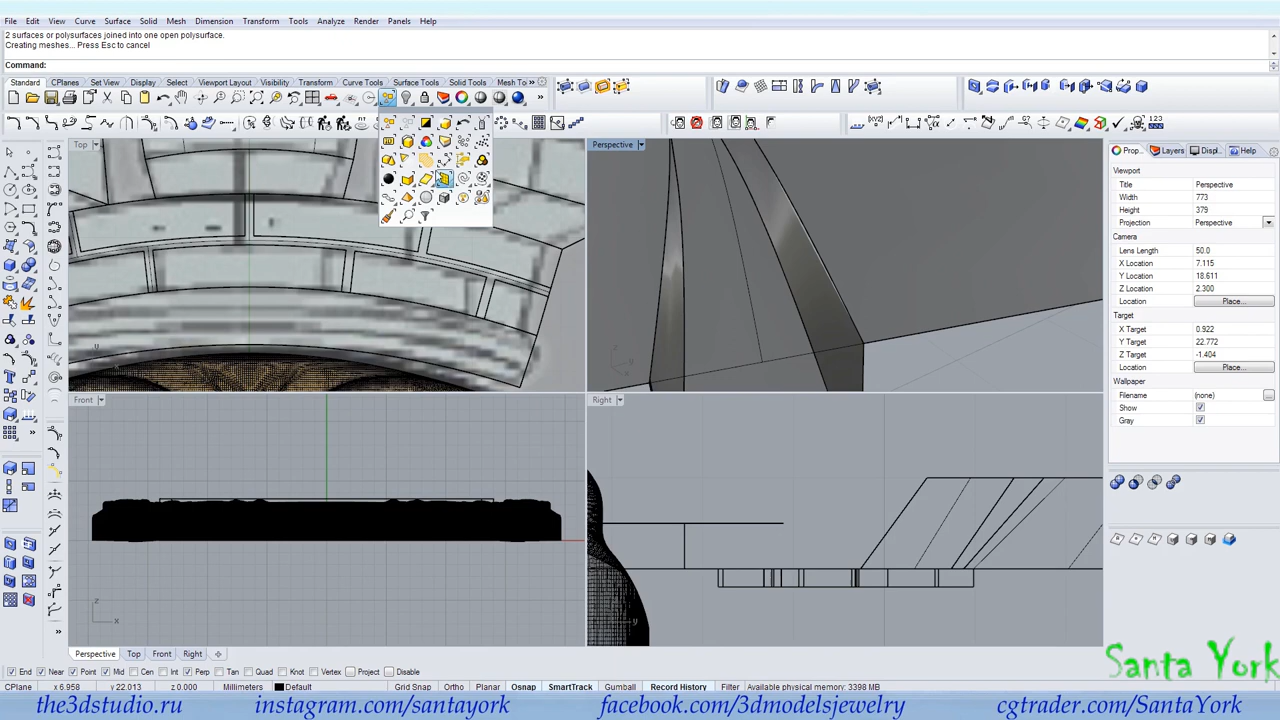 File Edit View Curve Surface Solid Mesh Dimension Transform Tools Analyze Render Panels Help
2 surfaces or polysurfaces joined into one open polysurface.
Creating meshes... Press Esc to cancel
Command:
Standard CPlanes Set View Display Select Viewport Layout Visibility Transform Curve Tools Surface Tools Solid Tools Mesh To
Top
Perspective
Front
Right
Prop... Layers Displ... Help
Viewport
Title Perspective
Width 773
Height 379
Projection Perspective
Camera
Lens Length 50.0
X Location 7.115
Y Location 18.611
Z Location 2.300
Location Place...
Target
X Target 0.922
Y Target 22.772
Z Target -1.404
Location Place...
Wallpaper
Filename (none) ...
Show
Gray
Perspective Top Front Right
End Near Point Mid Cen Int Perp Tan Quad Knot Vertex Project Disable
CPlane x 6.958 y 22.013 z 0.000 Millimeters Default Grid Snap Ortho Planar Osnap SmartTrack Gumball Record History Filter Available physical memory: 3398 MB
Santa York
the3dstudio.ru instagram.com/santayork facebook.com/3dmodelsjewelry cgtrader.com/SantaYork